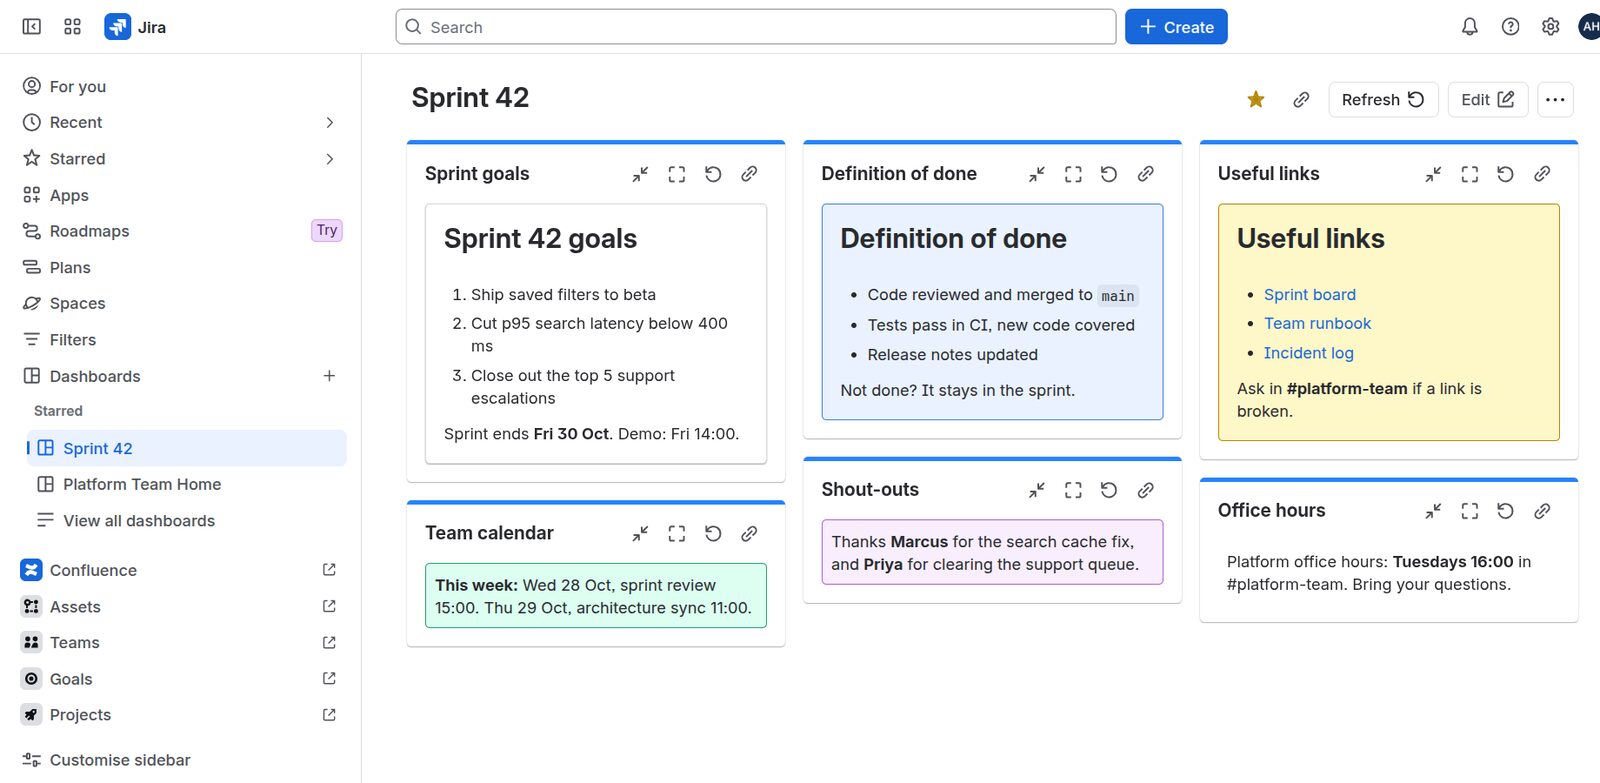 Jira
Search
Create
AH
For you
Recent
Starred
Apps
Roadmaps
Try
Plans
Spaces
Filters
Dashboards
Starred
Sprint 42
Platform Team Home
View all dashboards
Confluence
Assets
Teams
Goals
Projects
Customise sidebar
Sprint 42
Refresh
Edit
Sprint goals
Sprint 42 goals
1. Ship saved filters to beta
2. Cut p95 search latency below 400
ms
3. Close out the top 5 support
escalations
Sprint ends Fri 30 Oct. Demo: Fri 14:00.
Team calendar
This week: Wed 28 Oct, sprint review
15:00. Thu 29 Oct, architecture sync 11:00.
Definition of done
Definition of done
• Code reviewed and merged to main
• Tests pass in CI, new code covered
• Release notes updated
Not done? It stays in the sprint.
Shout-outs
Thanks Marcus for the search cache fix,
and Priya for clearing the support queue.
Useful links
Useful links
• Sprint board
• Team runbook
• Incident log
Ask in #platform-team if a link is
broken.
Office hours
Platform office hours: Tuesdays 16:00 in
#platform-team. Bring your questions.